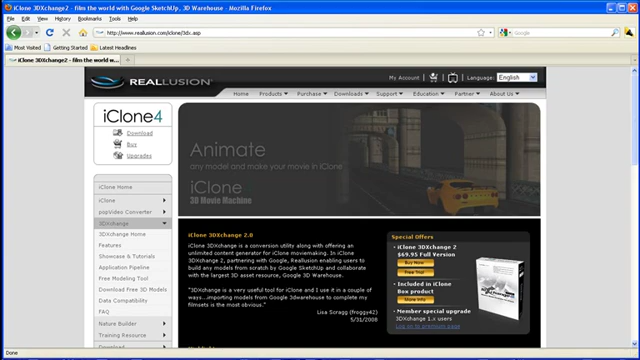 iClone 3DXchange2 - film the world with Google SketchUp, 3D Warehouse - Mozilla Firefox
File Edit View History Bookmarks Tools Help
http://www.reallusion.com/iclone/3dx.asp
Google
Most Visited Getting Started Latest Headlines
iClone 3DXchange2 - film the world w...
REALLUSION
My Account Language: English
Home Products Purchase Downloads Support Education Partner About Us
iClone4
Download
Buy
Upgrades
iClone Home
iClone
popVideo Converter
3DXchange
3DXchange Home
Features
Showcase & Tutorials
Application Pipeline
Free Modeling Tool
Download Free 3D Models
Data Compatibility
FAQ
Nature Builder
Training Resource
Download
Animate
any model and make your movie in iClone
iClone
3D Movie Machine
iClone 3DXchange 2.0
iClone 3DXchange is a conversion utility along with offering an
unlimited content generator for iClone moviemaking. In iClone
3DXchange 2, partnering with Google, Reallusion enabling users to
build any models from scratch by Google SketchUp and collaborate
with the largest 3D asset resource, Google 3D Warehouse.
"3DXchange is a very useful tool for iClone and I use it in a couple of
ways...importing models from Google 3dwarehouse to complete my
filmsets is the most obvious."
Lisa Scragg (froggy42)
5/31/2008
Special Offers
iClone 3DXchange 2
$69.95 Full Version
Buy Now
Free Trial
Included in iClone
Box product
More Info
Member special upgrade
3DXchange 1.x users
Log on to premium page
Done